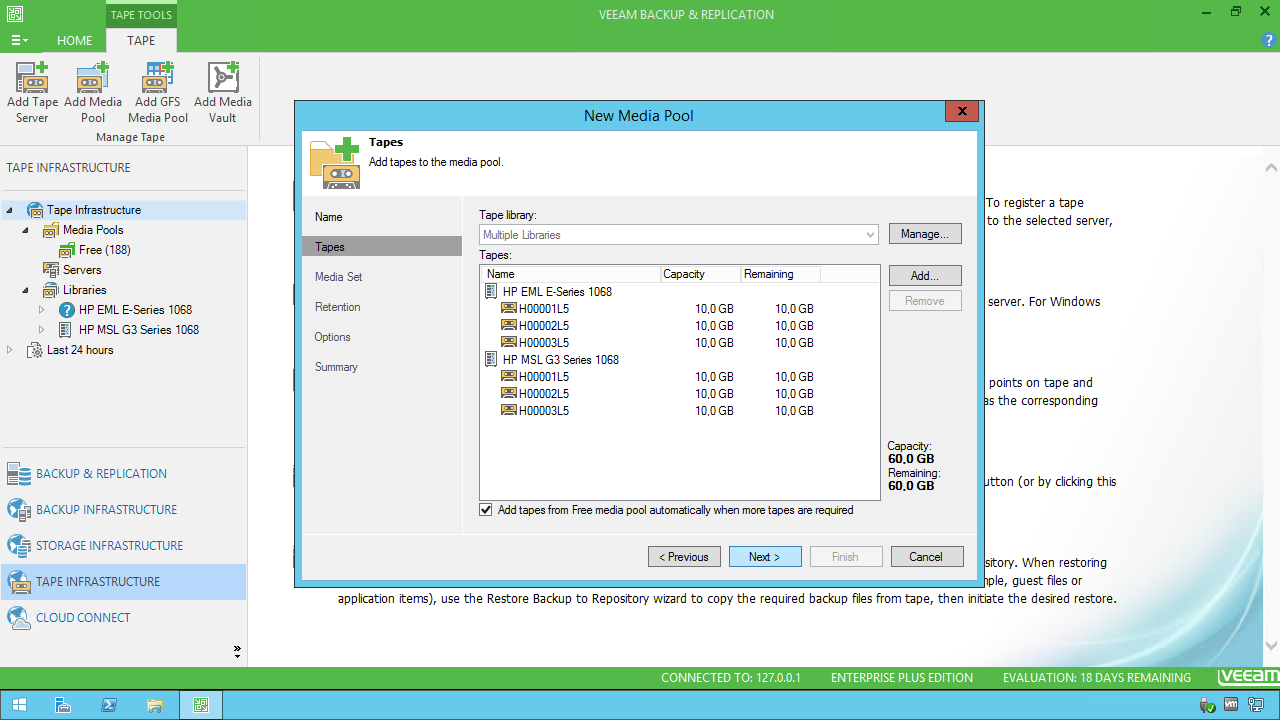 TAPE TOOLS
VEEAM BACKUP & REPLICATION
HOME
TAPE
Add Tape
Server
Add Media
Pool
Add GFS
Media Pool
Add Media
Vault
Manage Tape
TAPE INFRASTRUCTURE
Tape Infrastructure
Media Pools
Free (188)
Servers
Libraries
HP EML E-Series 1068
HP MSL G3 Series 1068
Last 24 hours
BACKUP & REPLICATION
BACKUP INFRASTRUCTURE
STORAGE INFRASTRUCTURE
TAPE INFRASTRUCTURE
CLOUD CONNECT
New Media Pool
Tapes
Add tapes to the media pool.
Name
Tapes
Media Set
Retention
Options
Summary
Tape library:
Multiple Libraries
Manage...
Tapes:
Name Capacity Remaining
HP EML E-Series 1068
H00001L5 10,0 GB 10,0 GB
H00002L5 10,0 GB 10,0 GB
H00003L5 10,0 GB 10,0 GB
HP MSL G3 Series 1068
H00001L5 10,0 GB 10,0 GB
H00002L5 10,0 GB 10,0 GB
H00003L5 10,0 GB 10,0 GB
Add...
Remove
Capacity:
60,0 GB
Remaining:
60,0 GB
Add tapes from Free media pool automatically when more tapes are required
< Previous
Next >
Finish
Cancel
To register a tape
to the selected server,
server. For Windows
points on tape and
as the corresponding
utton (or by clicking this
sitory. When restoring
mple, guest files or
application items), use the Restore Backup to Repository wizard to copy the required backup files from tape, then initiate the desired restore.
CONNECTED TO: 127.0.0.1
ENTERPRISE PLUS EDITION
EVALUATION: 18 DAYS REMAINING
veeam